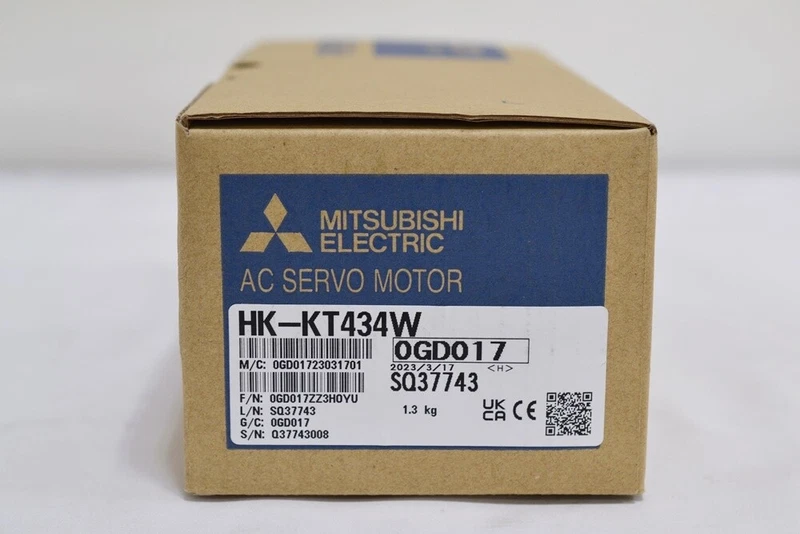 MITSUBISHI
ELECTRIC
AC SERVO MOTOR
HK-KT434W
0GD017
M/C: 0GD01723031701
2023/3/17 <H>
SQ37743
F/N: 0GD017ZZ3H0YU
L/N: SQ37743
G/C: 0GD017
S/N: Q37743008
1.3 kg
UK
CA
CE